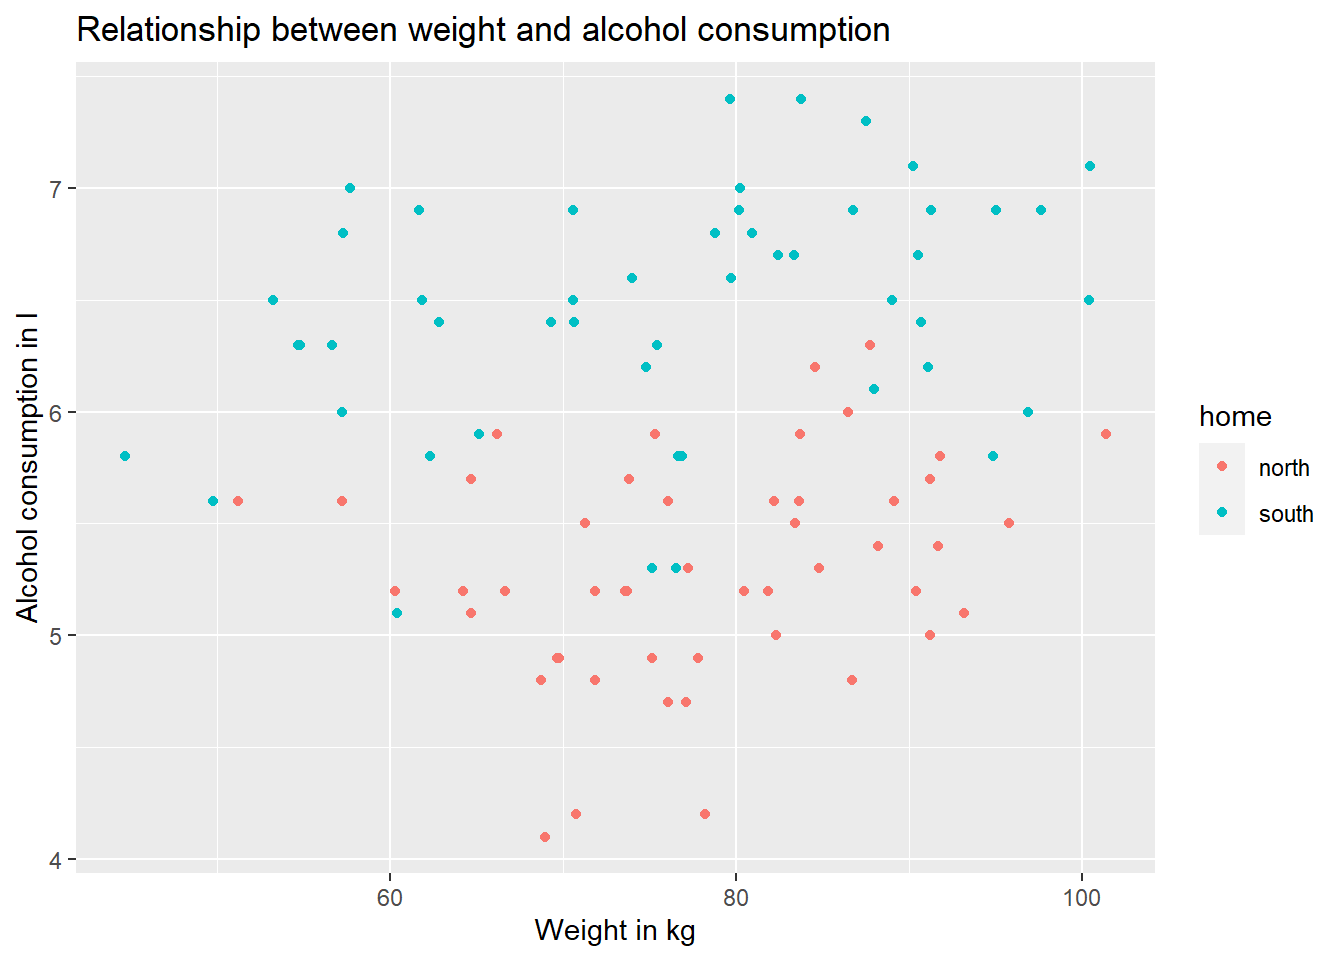 Relationship between weight and alcohol consumption
Alcohol consumption in l
7
6
5
4
60
80
100
Weight in kg
home
north
south